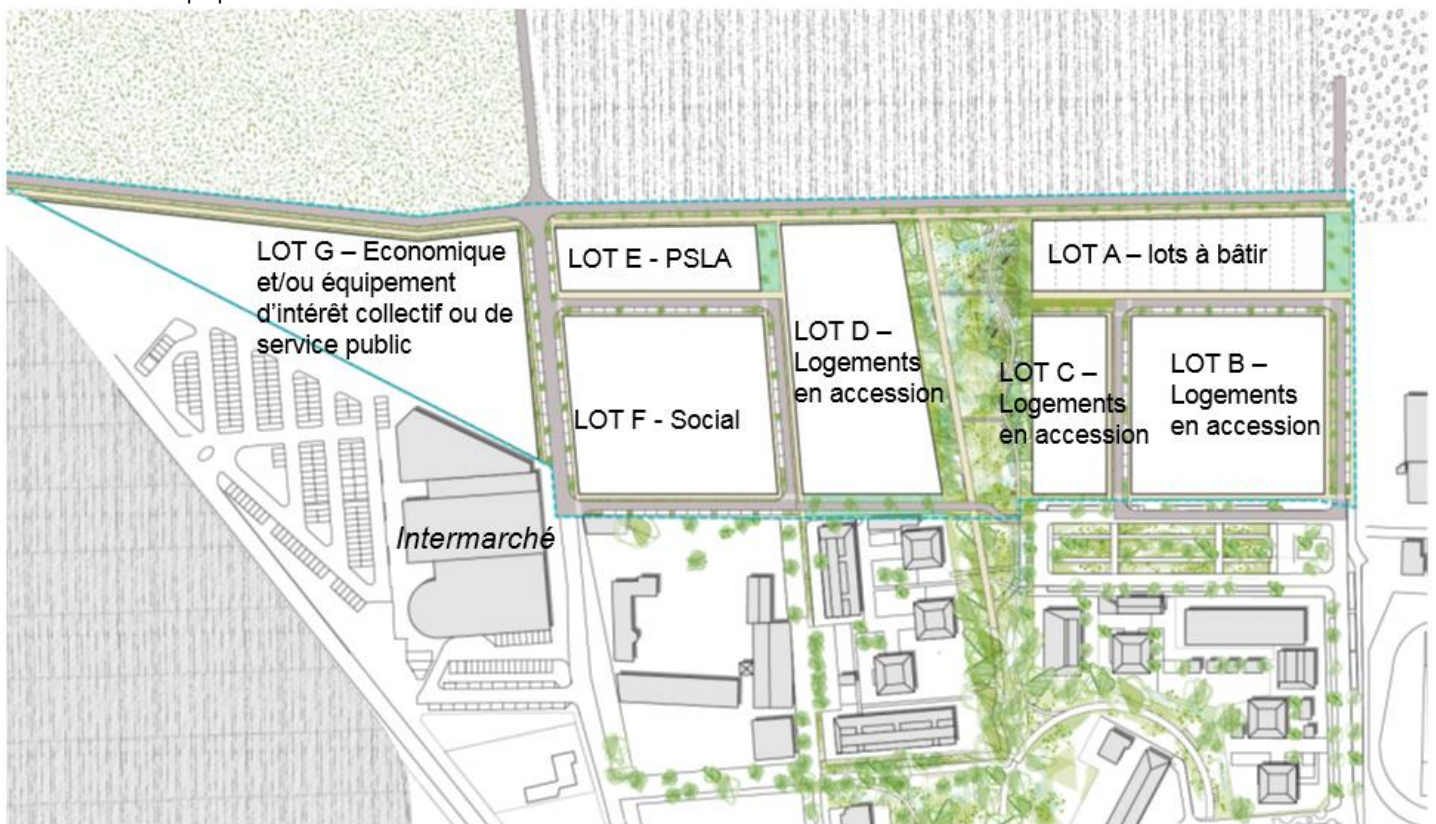 LOT G – Economique
et/ou équipement
d'intérêt collectif ou de
service public
LOT E - PSLA
LOT A – lots à bâtir
LOT D –
Logements
en accession
LOT F - Social
LOT C –
Logements
en accession
LOT B –
Logements
en accession
Intermarché